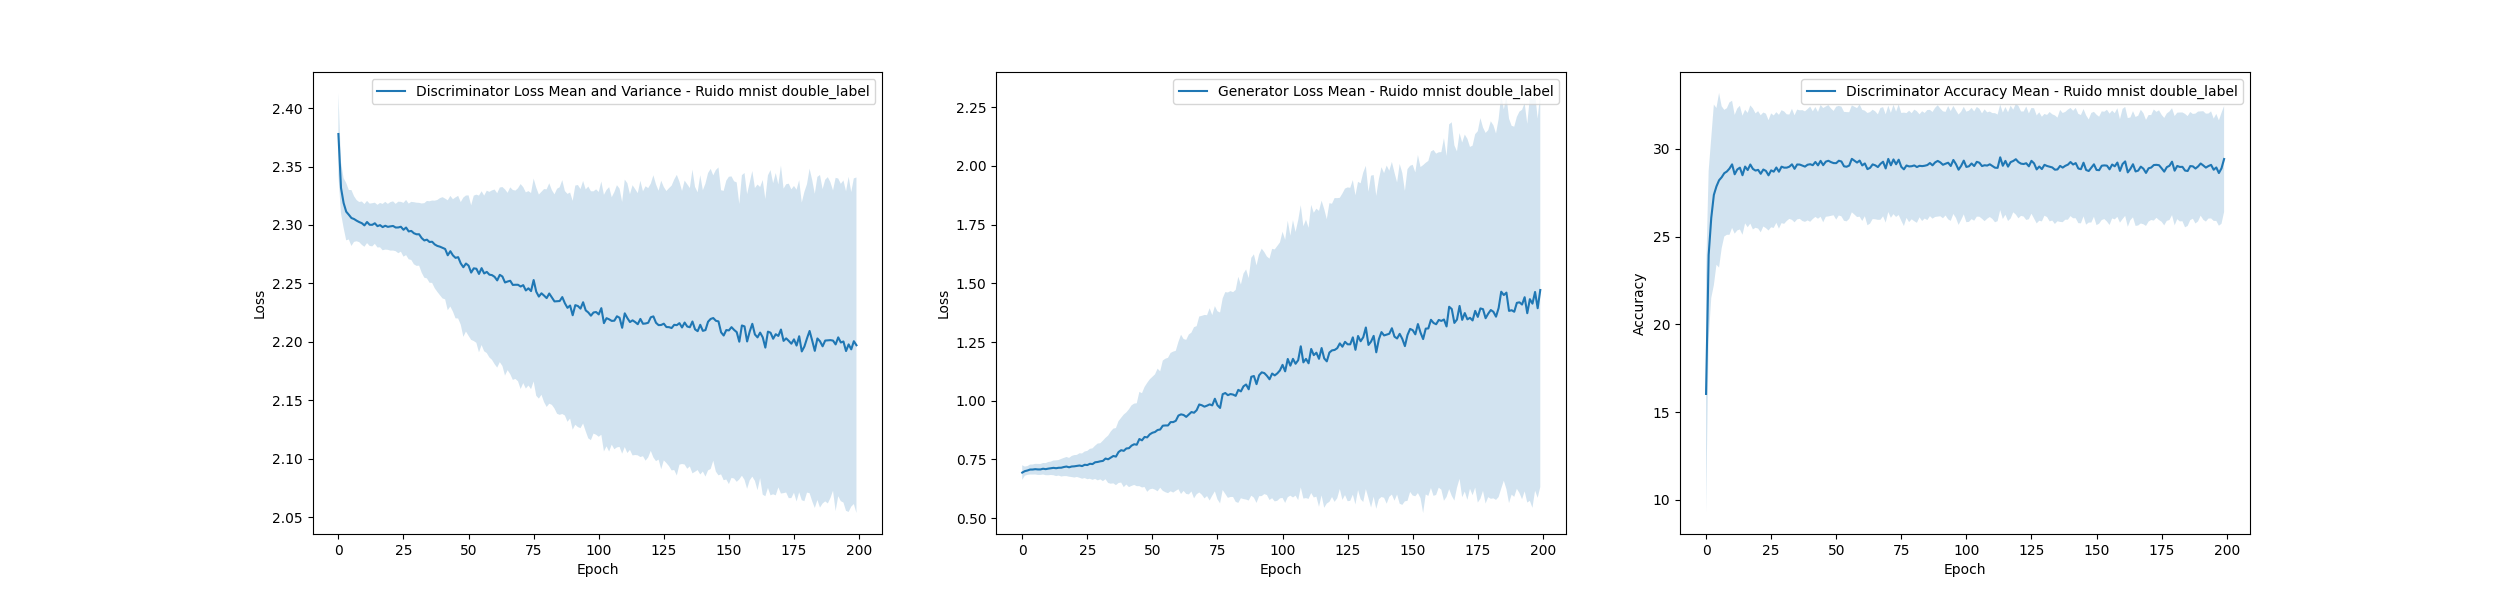 Discriminator Loss Mean and Variance - Ruido mnist double_label
2.40
2.35
2.30
2.25
2.20
2.15
2.10
2.05
Loss
0 25 50 75 100 125 150 175 200
Epoch
Generator Loss Mean - Ruido mnist double_label
2.25
2.00
1.75
1.50
1.25
1.00
0.75
0.50
Loss
0 25 50 75 100 125 150 175 200
Epoch
Discriminator Accuracy Mean - Ruido mnist double_label
30
25
20
15
10
Accuracy
0 25 50 75 100 125 150 175 200
Epoch